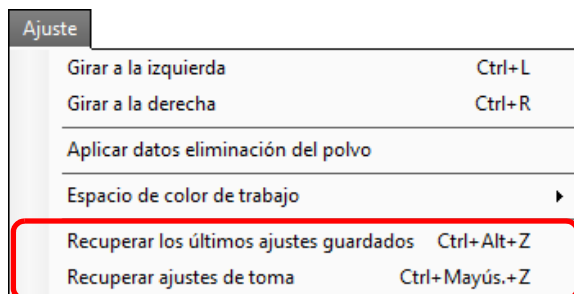 Ajuste
Girar a la izquierda Ctrl+L
Girar a la derecha Ctrl+R
Aplicar datos eliminación del polvo
Espacio de color de trabajo
Recuperar los últimos ajustes guardados Ctrl+Alt+Z
Recuperar ajustes de toma Ctrl+Mayús.+Z